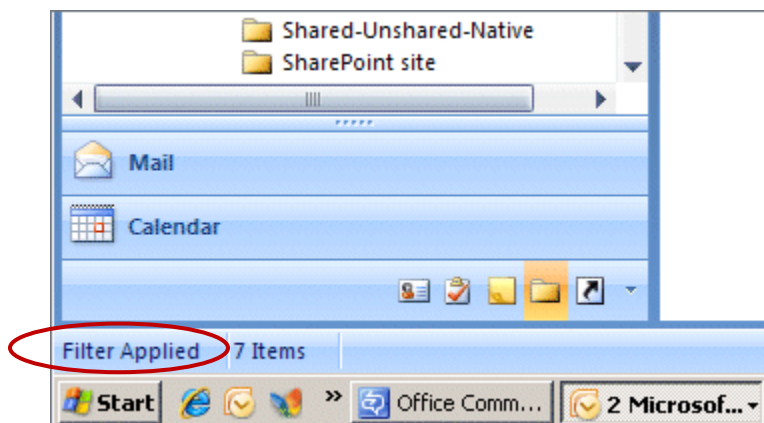 Shared-Unshared-Native
SharePoint site
Mail
Calendar
Filter Applied 7 Items
Start » Office Comm... 2 Microsof...